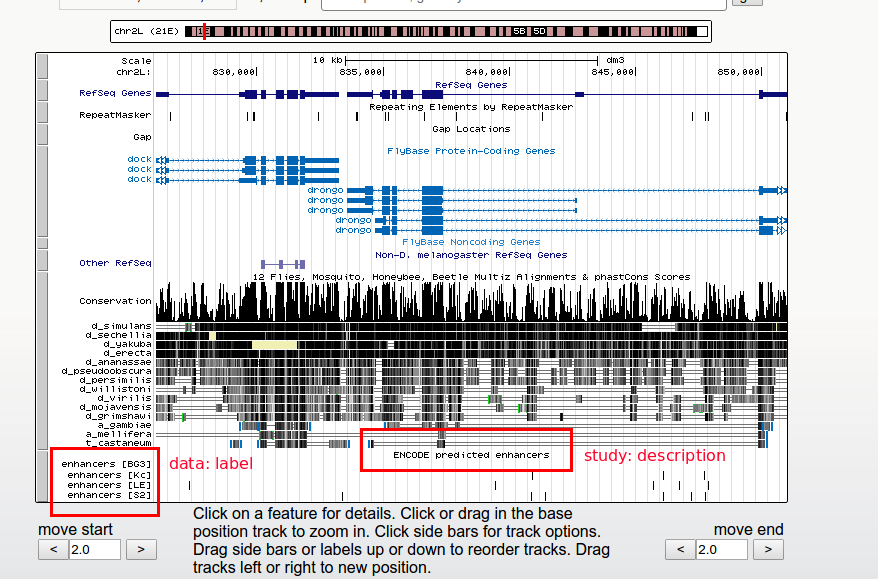 chr2L (21E) 1E 5B 5D
Scale 10 kb dm3
chr2L: 830,000 835,000 840,000 845,000 850,000
RefSeq Genes
RefSeq Genes
Repeating Elements by RepeatMasker
RepeatMasker
Gap Locations
Gap
FlyBase Protein-Coding Genes
dock
dock
dock
drongo
drongo
drongo
drongo
drongo
FlyBase Noncoding Genes
Non-D. melanogaster RefSeq Genes
Other RefSeq
12 Flies, Mosquito, Honeybee, Beetle Multiz Alignments & phastCons Scores
Conservation
d_simulans
d_sechellia
d_yakuba
d_erecta
d_ananassae
d_pseudoobscura
d_persimilis
d_willistoni
d_virilis
d_mojavensis
d_grimshawi
a_gambiae
a_mellifera
t_castaneum
ENCODE predicted enhancers
study: description
enhancers [BG3]
data: label
enhancers [Kc]
enhancers [LE]
enhancers [S2]
move start
< 2.0 >
Click on a feature for details. Click or drag in the base
position track to zoom in. Click side bars for track options.
Drag side bars or labels up or down to reorder tracks. Drag
tracks left or right to new position.
move end
< 2.0 >